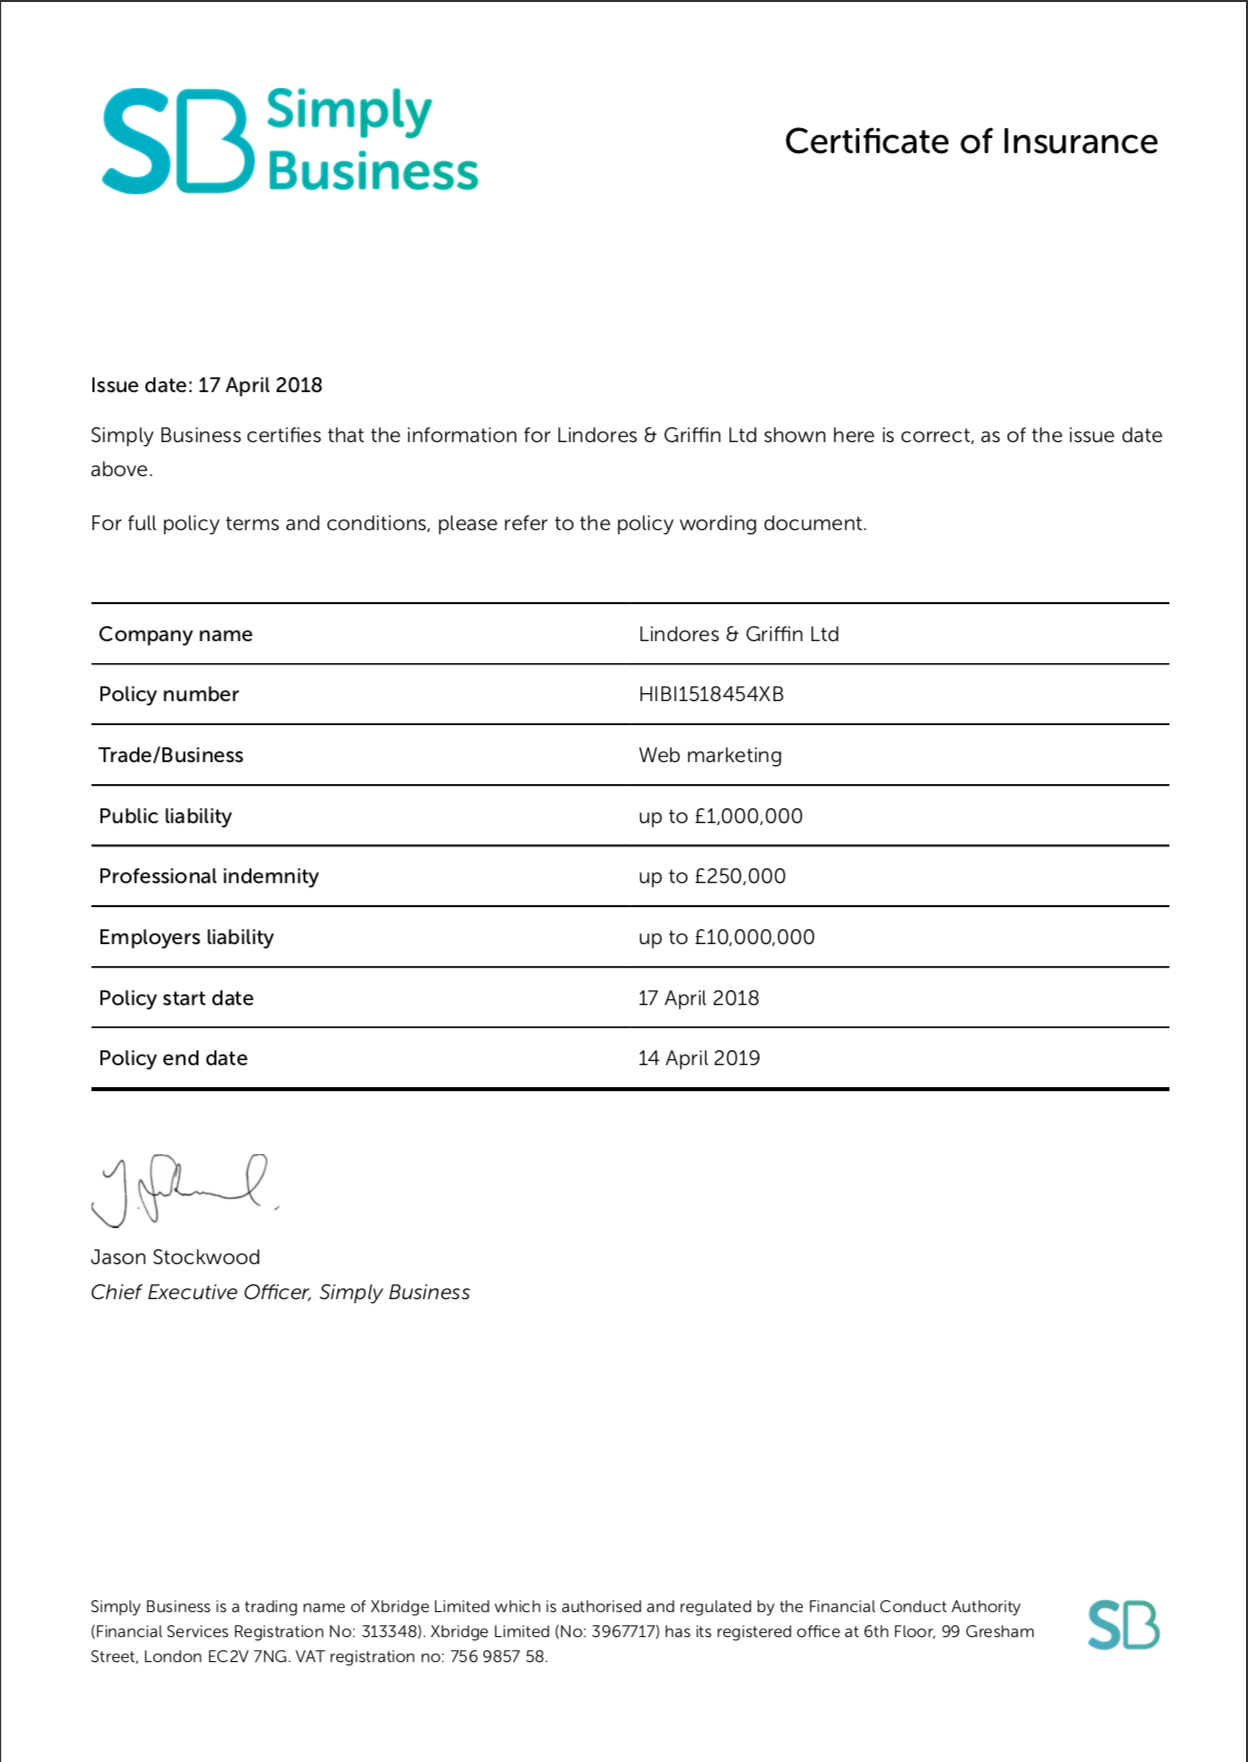 SB Simply
Business
Certificate of Insurance
Issue date: 17 April 2018
Simply Business certifies that the information for Lindores & Griffin Ltd shown here is correct, as of the issue date
above.
For full policy terms and conditions, please refer to the policy wording document.
Company name Lindores & Griffin Ltd
Policy number HIBI1518454XB
Trade/Business Web marketing
Public liability up to £1,000,000
Professional indemnity up to £250,000
Employers liability up to £10,000,000
Policy start date 17 April 2018
Policy end date 14 April 2019
Jason Stockwood
Chief Executive Officer, Simply Business
Simply Business is a trading name of Xbridge Limited which is authorised and regulated by the Financial Conduct Authority
(Financial Services Registration No: 313348). Xbridge Limited (No: 3967717) has its registered office at 6th Floor, 99 Gresham
Street, London EC2V 7NG. VAT registration no: 756 9857 58.
SB